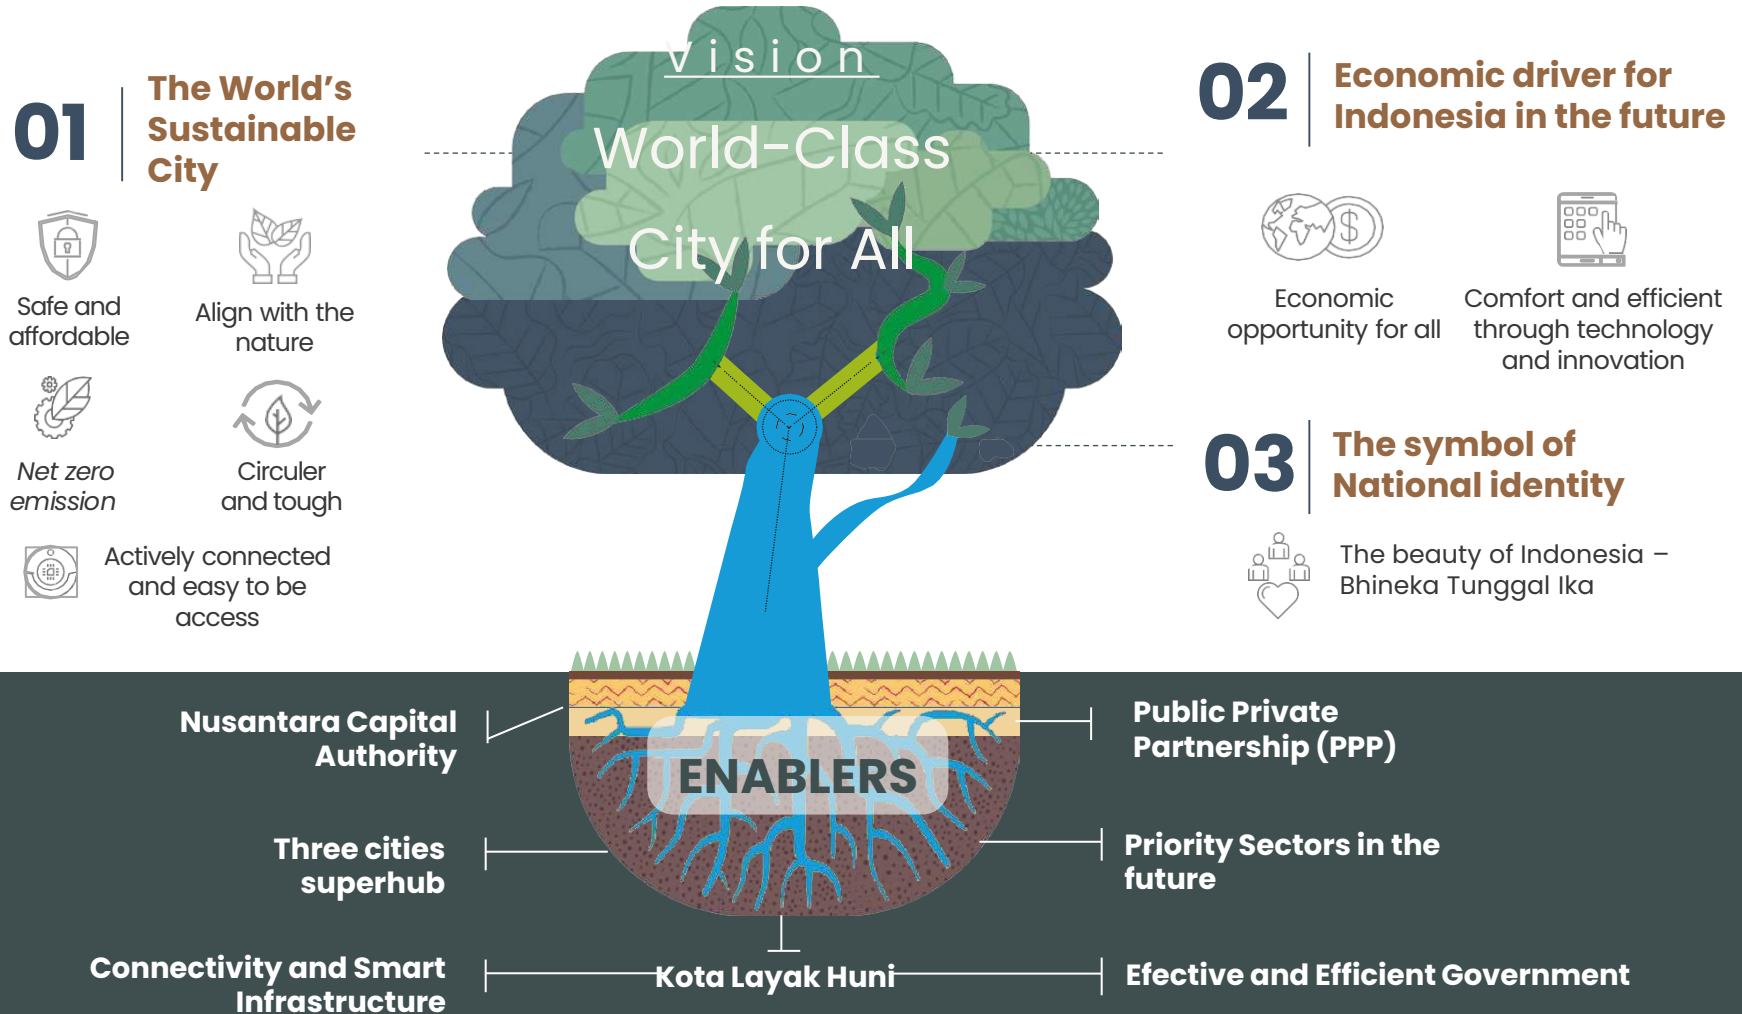 Vision
World-Class
City for All
01
The World’s
Sustainable
City
Safe and
affordable
Align with the
nature
Net zero
emission
Circuler
and tough
Actively connected
and easy to be
access
02
Economic driver for
Indonesia in the future
Economic
opportunity for all
Comfort and efficient
through technology
and innovation
03
The symbol of
National identity
The beauty of Indonesia –
Bhineka Tunggal Ika
ENABLERS
Nusantara Capital
Authority
Three cities
superhub
Connectivity and Smart
Infrastructure
Kota Layak Huni
Public Private
Partnership (PPP)
Priority Sectors in the
future
Efective and Efficient Government